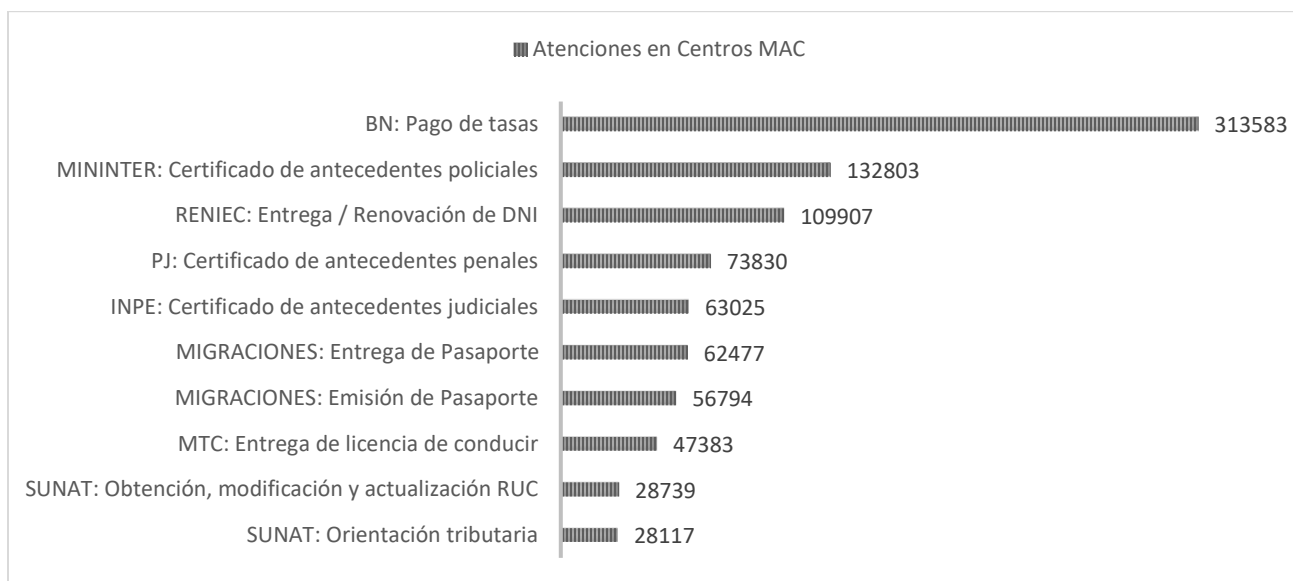 Atenciones en Centros MAC
BN: Pago de tasas 313583
MININTER: Certificado de antecedentes policiales 132803
RENIEC: Entrega / Renovación de DNI 109907
PJ: Certificado de antecedentes penales 73830
INPE: Certificado de antecedentes judiciales 63025
MIGRACIONES: Entrega de Pasaporte 62477
MIGRACIONES: Emisión de Pasaporte 56794
MTC: Entrega de licencia de conducir 47383
SUNAT: Obtención, modificación y actualización RUC 28739
SUNAT: Orientación tributaria 28117